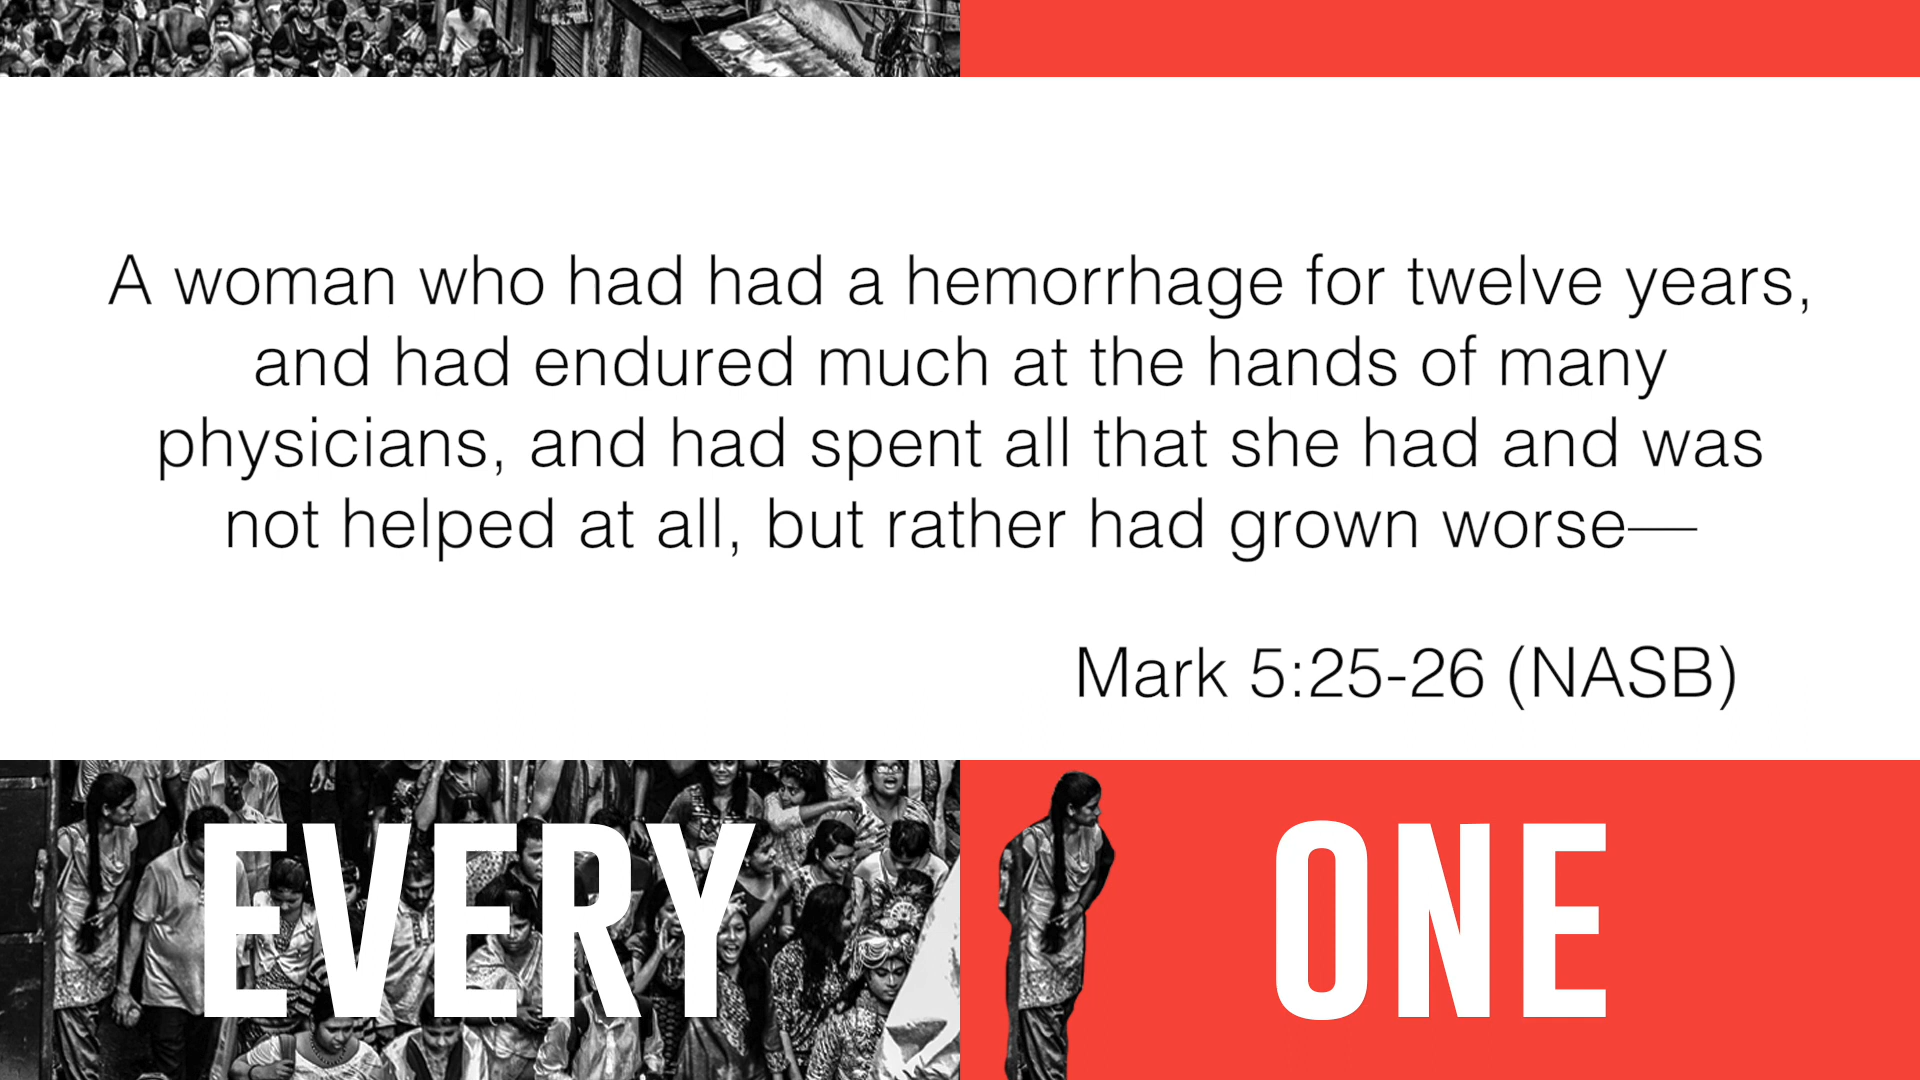 A woman who had had a hemorrhage for twelve years,
and had endured much at the hands of many
physicians, and had spent all that she had and was
not helped at all, but rather had grown worse—
Mark 5:25-26 (NASB)
EVERY ONE